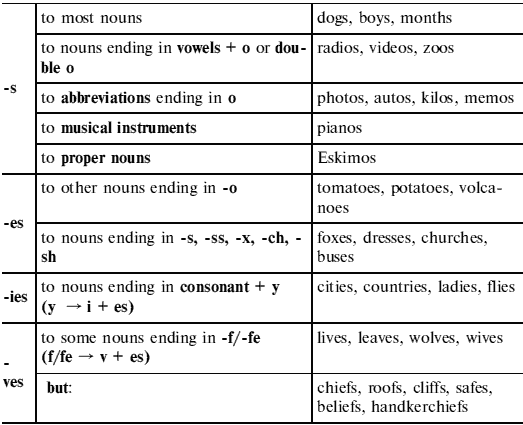 to most nouns dogs, boys, months
to nouns ending in vowels + o or dou- radios, videos, zoos
ble o
-s
to abbreviations ending in o photos, autos, kilos, memos
to musical instruments pianos
to proper nouns Eskimos
to other nouns ending in -o tomatoes, potatoes, volca-
noes
-es
to nouns ending in -s, -ss, -x, -ch, - foxes, dresses, churches,
sh buses
-ies to nouns ending in consonant + y cities, countries, ladies, flies
(y → i + es)
to some nouns ending in -f/-fe lives, leaves, wolves, wives
(f/fe → v + es)
-
ves
but: chiefs, roofs, cliffs, safes,
beliefs, handkerchiefs